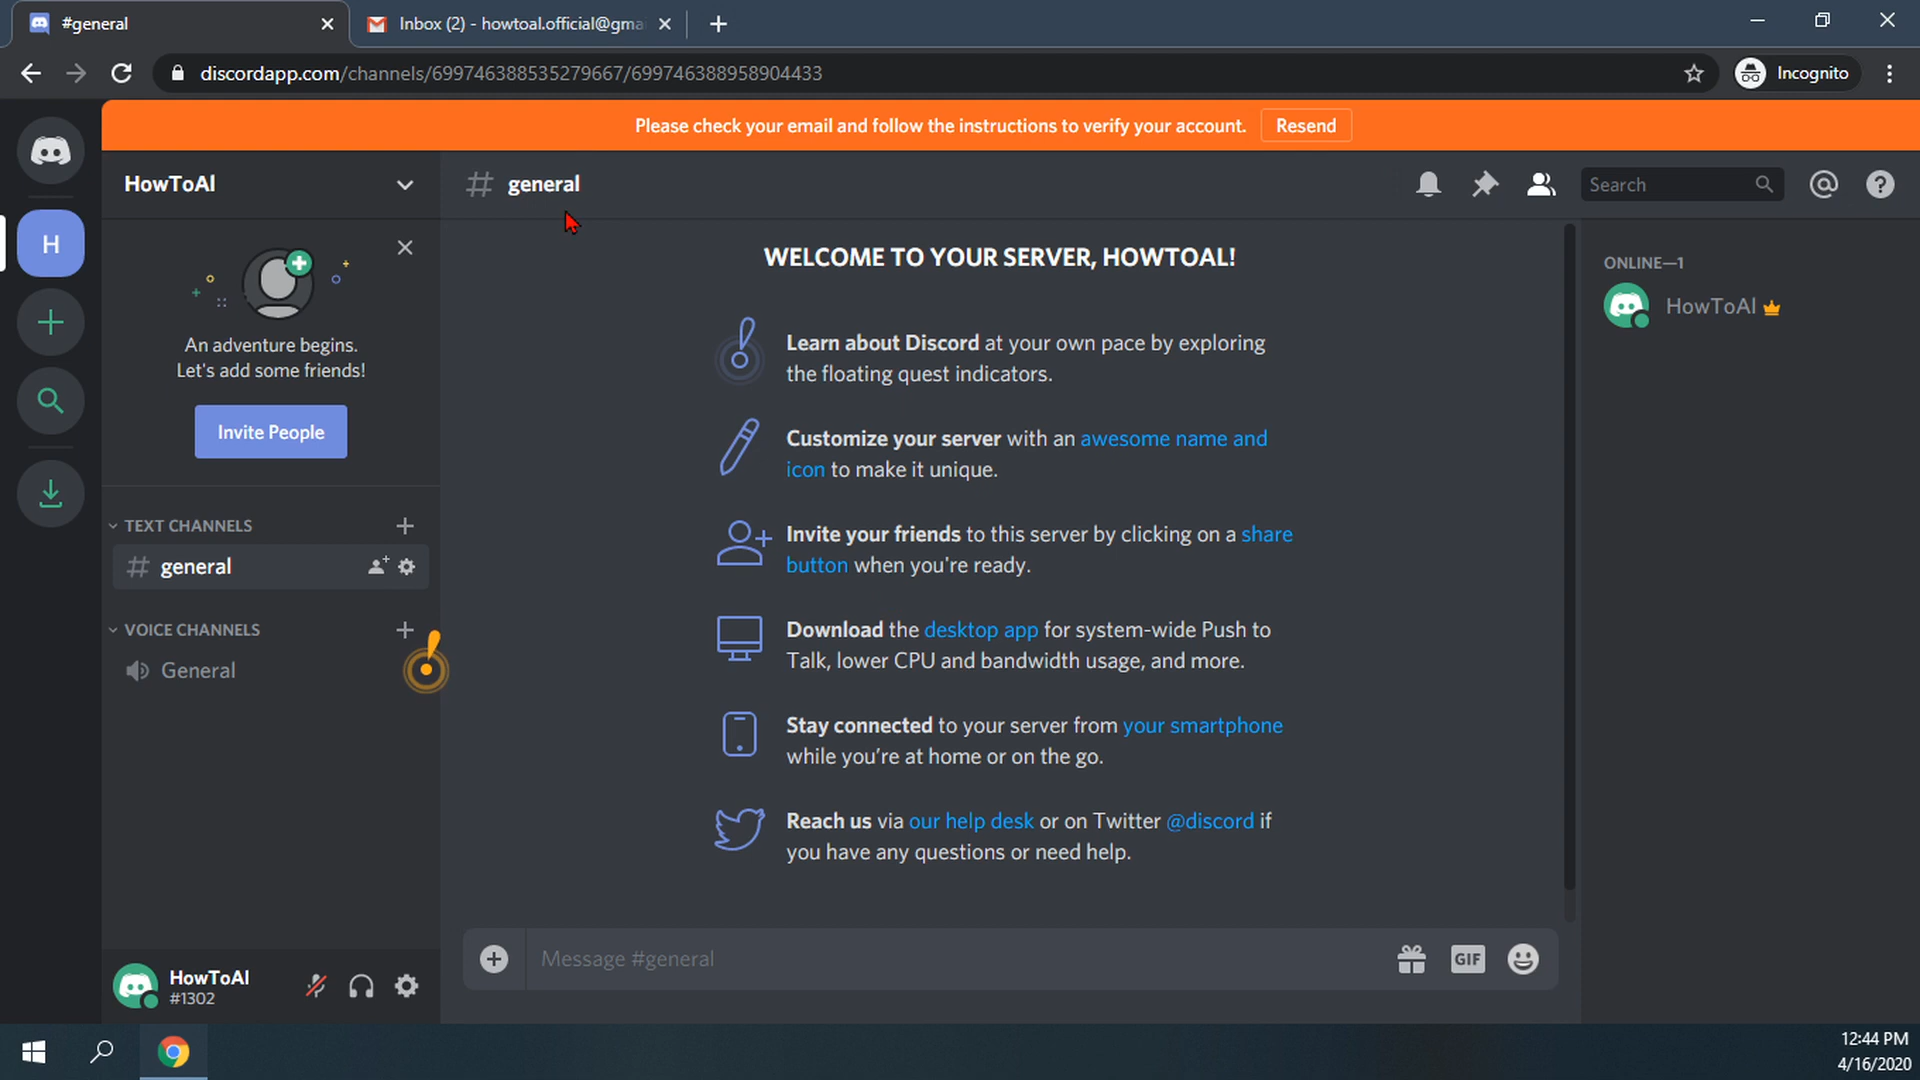 #general
Inbox (2) - howtoal.official@gma
discordapp.com/channels/699746388535279667/699746388958904433
Incognito
Please check your email and follow the instructions to verify your account.
Resend
HowToAl
general
Search
H
An adventure begins.
Let's add some friends!
Invite People
TEXT CHANNELS
general
VOICE CHANNELS
General
WELCOME TO YOUR SERVER, HOWTOAL!
Learn about Discord at your own pace by exploring
the floating quest indicators.
Customize your server with an awesome name and
icon to make it unique.
Invite your friends to this server by clicking on a share
button when you're ready.
Download the desktop app for system-wide Push to
Talk, lower CPU and bandwidth usage, and more.
Stay connected to your server from your smartphone
while you're at home or on the go.
Reach us via our help desk or on Twitter @discord if
you have any questions or need help.
ONLINE—1
HowToAl
Message #general
GIF
HowToAl
#1302
12:44 PM
4/16/2020